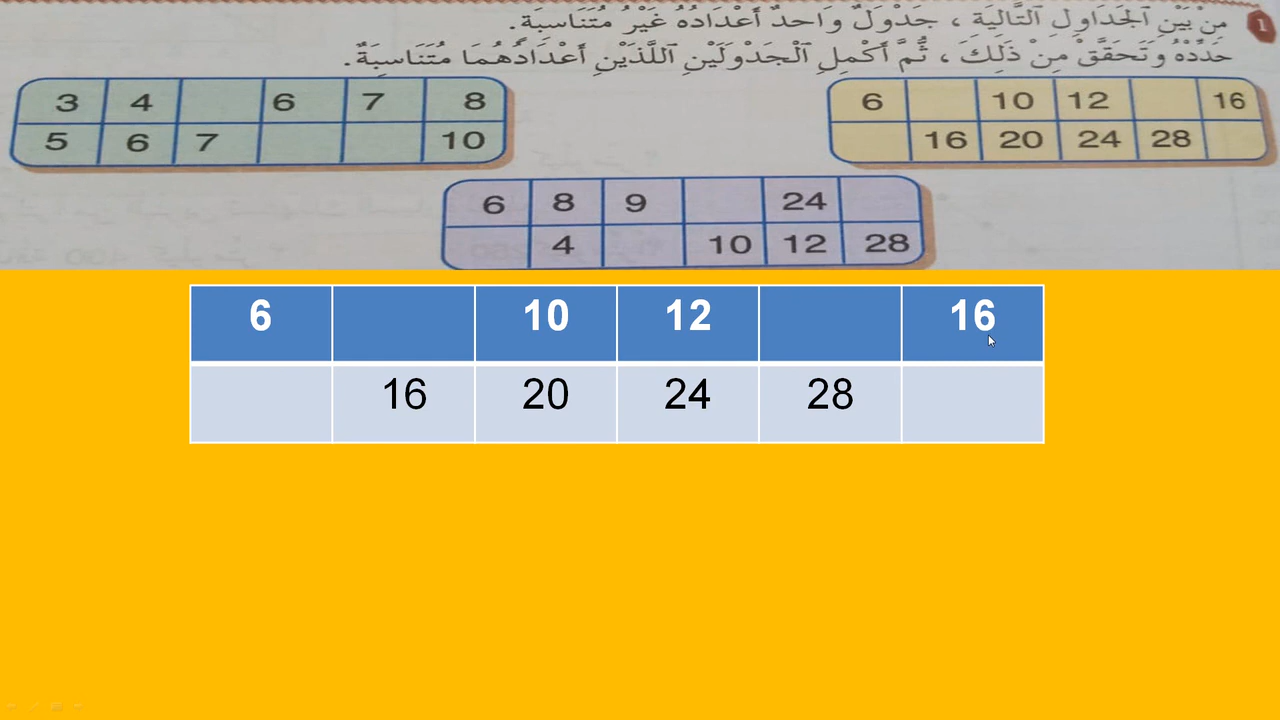 1 مِنْ بَيْنِ ٱلْجَدَاوِلِ ٱلتَّالِيَةِ ، جَدْوَلٌ وَاحدٌ أَعْدَادُهُ غَيْرُ مُتَنَاسِبَة.
حَدِّدْهُ وَتَحَقَّقْ مِنْ ذَلِكَ ، ثُمَّ أَكْمِلِ ٱلْجَدْوَلَيْنِ ٱللَّذَيْنِ أَعْدَادُهُمَا مُتَنَاسِبَةٌ.
3 4 6 7 8
5 6 7 10
6 10 12 16
16 20 24 28
6 8 9 24
4 10 12 28
6 10 12 16
16 20 24 28